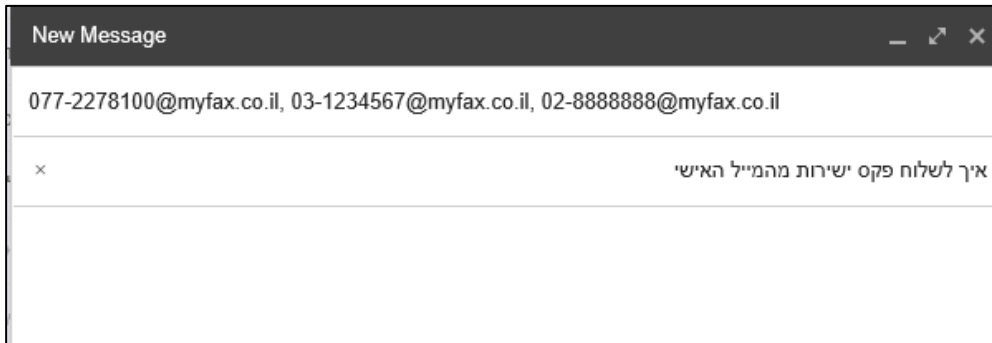 New Message
077-2278100@myfax.co.il, 03-1234567@myfax.co.il, 02-8888888@myfax.co.il
איך לשלוח פקס ישירות מהמייל האישי